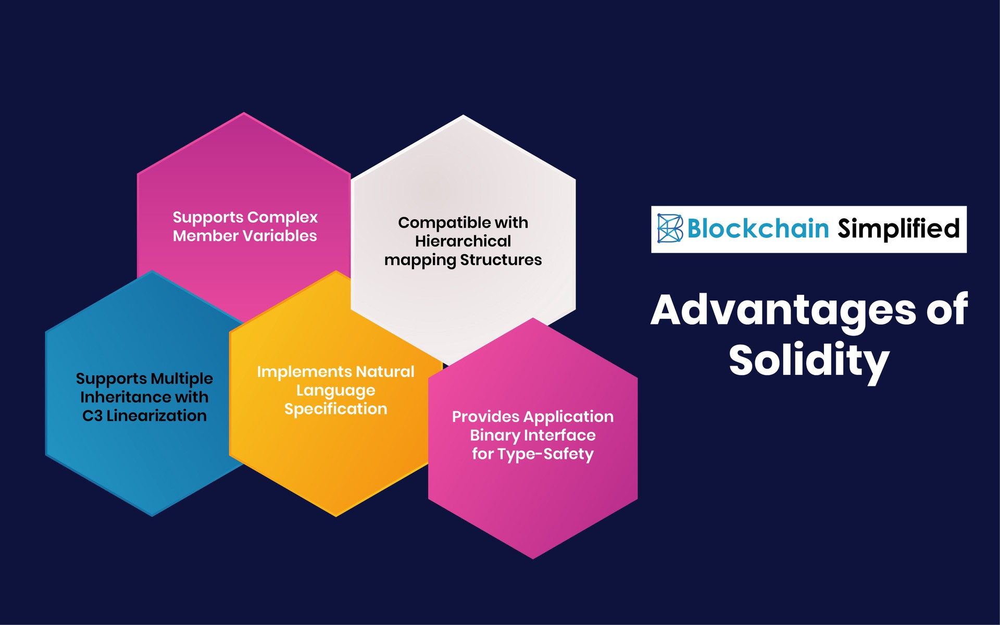 Supports Complex
Member Variables
Compatible with
Hierarchical
mapping Structures
Supports Multiple
Inheritance with
C3 Linearization
Implements Natural
Language
Specification
Provides Application
Binary Interface
for Type-Safety
Blockchain Simplified
Advantages of
Solidity